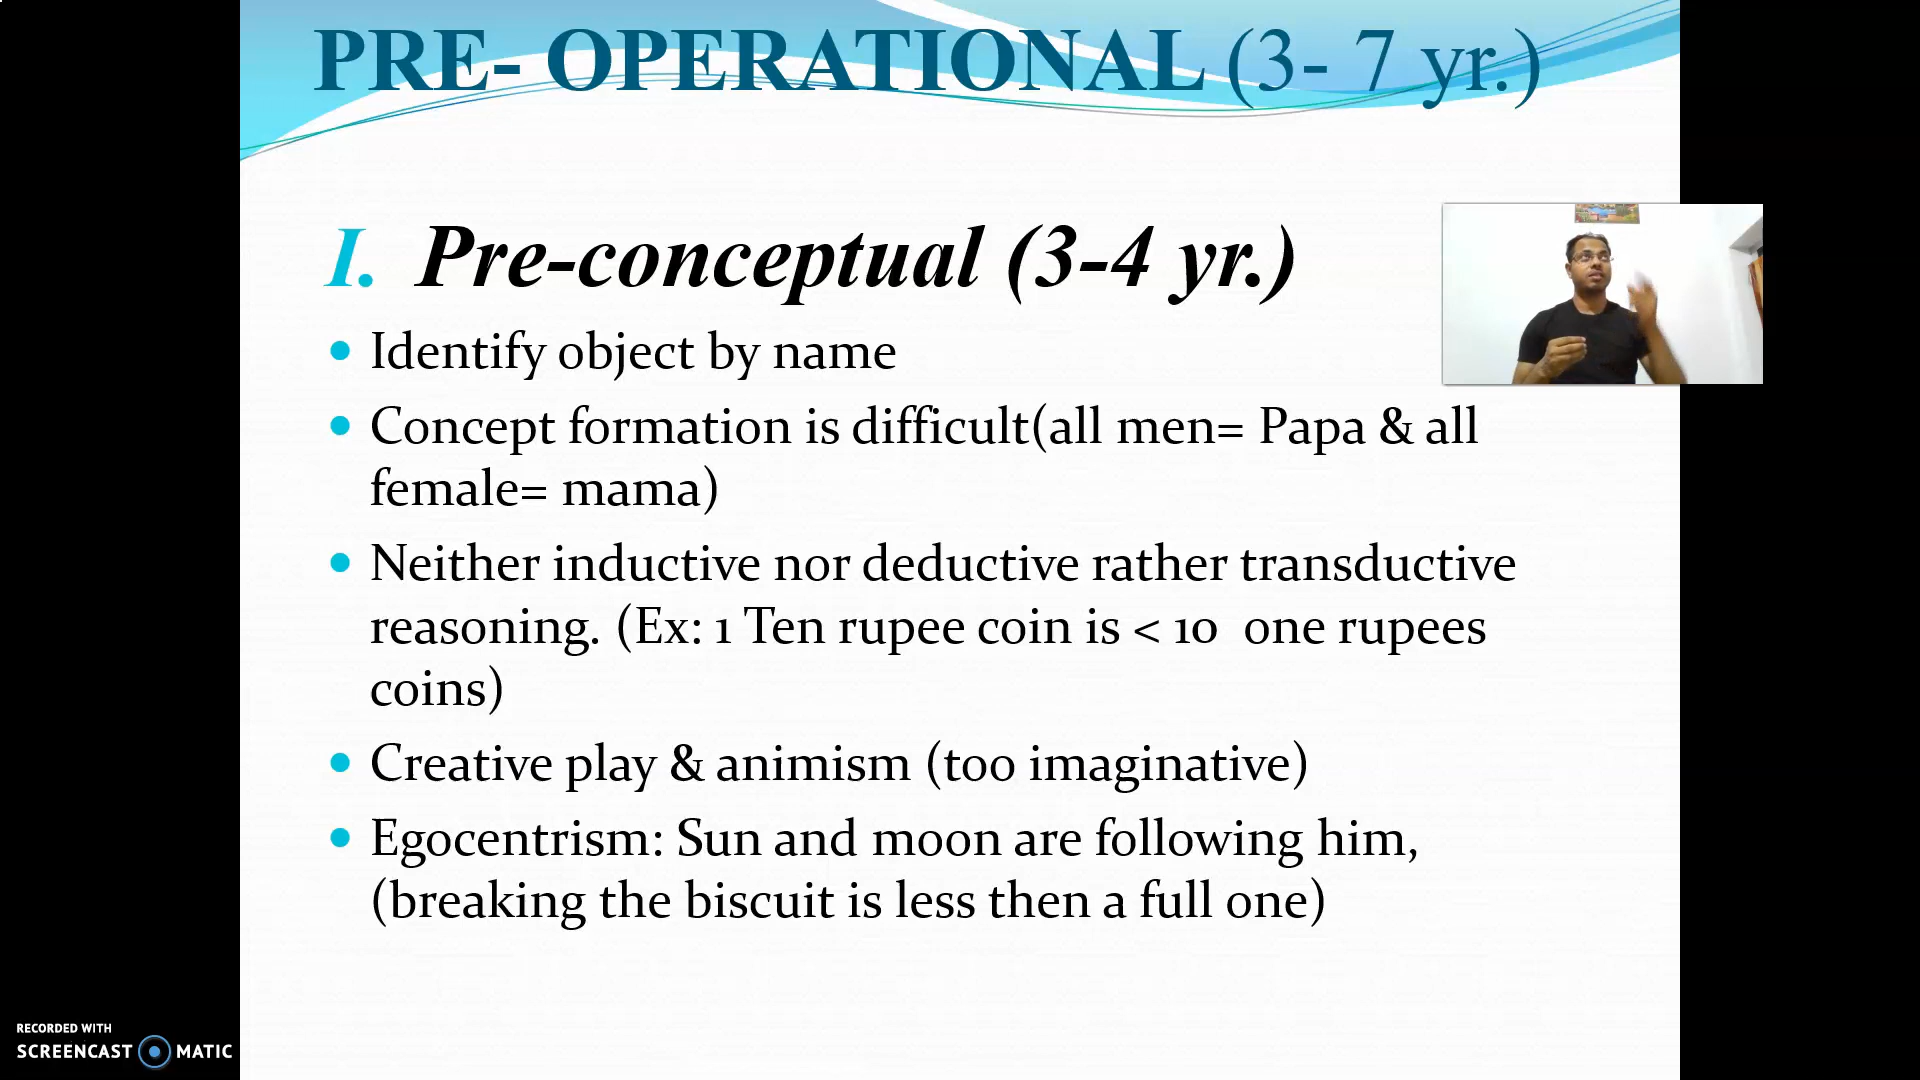 PRE- OPERATIONAL (3- 7 yr.)
I. Pre-conceptual (3-4 yr.)
• Identify object by name
• Concept formation is difficult(all men= Papa & all
female= mama)
• Neither inductive nor deductive rather transductive
reasoning. (Ex: 1 Ten rupee coin is < 10 one rupees
coins)
• Creative play & animism (too imaginative)
• Egocentrism: Sun and moon are following him,
(breaking the biscuit is less then a full one)
RECORDED WITH
SCREENCAST MATIC